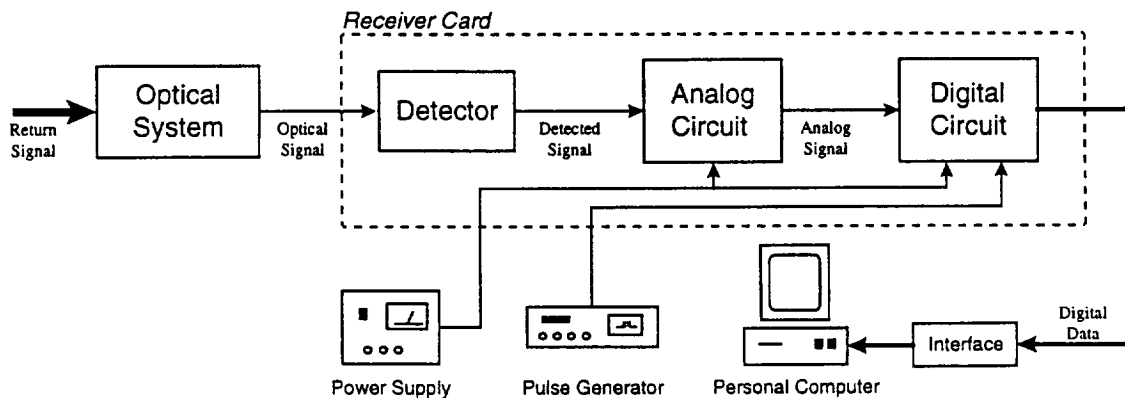 Receiver Card
Optical
System
Detector
Analog
Circuit
Digital
Circuit
Return
Signal
Optical
Signal
Detected
Signal
Analog
Signal
Digital
Data
Interface
Power Supply
Pulse Generator
Personal Computer